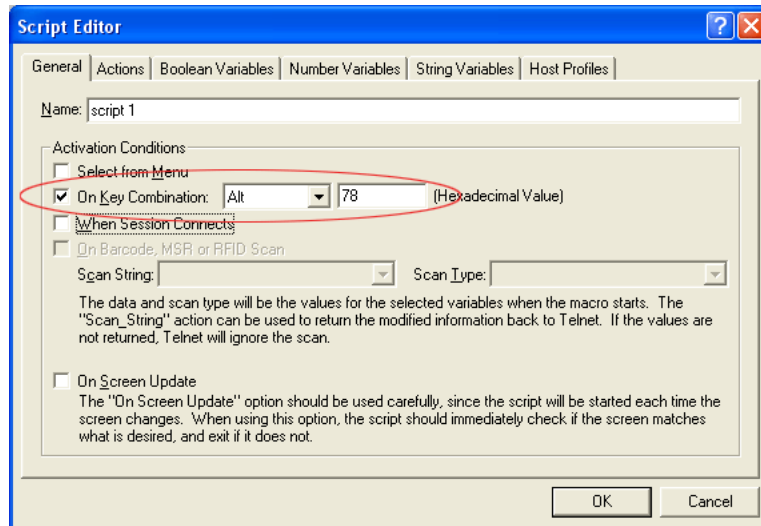 Script Editor
General Actions Boolean Variables Number Variables String Variables Host Profiles
Name: script 1
Activation Conditions
Select from Menu
On Key Combination: Alt 78 (Hexadecimal Value)
When Session Connects
On Barcode, MSR or RFID Scan
Scan String: Scan Type:
The data and scan type will be the values for the selected variables when the macro starts. The
"Scan_String" action can be used to return the modified information back to Telnet. If the values are
not returned, Telnet will ignore the scan.
On Screen Update
The "On Screen Update" option should be used carefully, since the script will be started each time the
screen changes. When using this option, the script should immediately check if the screen matches
what is desired, and exit if it does not.
OK Cancel